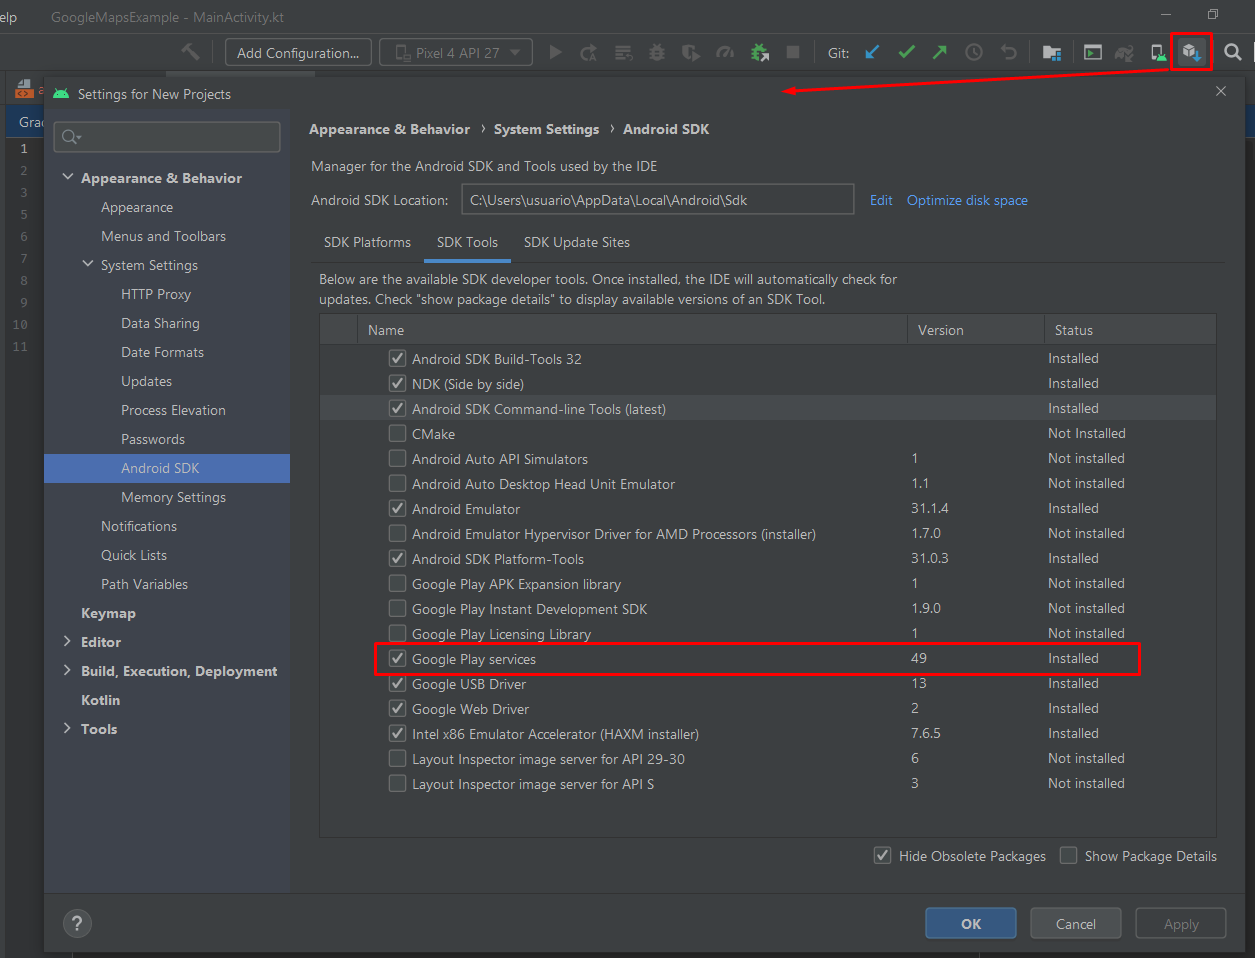 elp GoogleMapsExample - MainActivity.kt
Add Configuration... Pixel 4 API 27 Git:
a
Settings for New Projects
Grad
1
2
3
4
5
6
7
8
9
10
11
Appearance & Behavior
Appearance
Menus and Toolbars
System Settings
HTTP Proxy
Data Sharing
Date Formats
Updates
Process Elevation
Passwords
Android SDK
Memory Settings
Notifications
Quick Lists
Path Variables
Keymap
Editor
Build, Execution, Deployment
Kotlin
Tools
Appearance & Behavior › System Settings › Android SDK
Manager for the Android SDK and Tools used by the IDE
Android SDK Location: C:\Users\usuario\AppData\Local\Android\Sdk Edit Optimize disk space
SDK Platforms SDK Tools SDK Update Sites
Below are the available SDK developer tools. Once installed, the IDE will automatically check for
updates. Check "show package details" to display available versions of an SDK Tool.
Name Version Status
Android SDK Build-Tools 32 Installed
NDK (Side by side) Installed
Android SDK Command-line Tools (latest) Installed
CMake Not Installed
Android Auto API Simulators 1 Not installed
Android Auto Desktop Head Unit Emulator 1.1 Not installed
Android Emulator 31.1.4 Installed
Android Emulator Hypervisor Driver for AMD Processors (installer) 1.7.0 Not installed
Android SDK Platform-Tools 31.0.3 Installed
Google Play APK Expansion library 1 Not installed
Google Play Instant Development SDK 1.9.0 Not installed
Google Play Licensing Library 1 Not installed
Google Play services 49 Installed
Google USB Driver 13 Installed
Google Web Driver 2 Installed
Intel x86 Emulator Accelerator (HAXM installer) 7.6.5 Installed
Layout Inspector image server for API 29-30 6 Not installed
Layout Inspector image server for API S 3 Not installed
Hide Obsolete Packages Show Package Details
? OK Cancel Apply